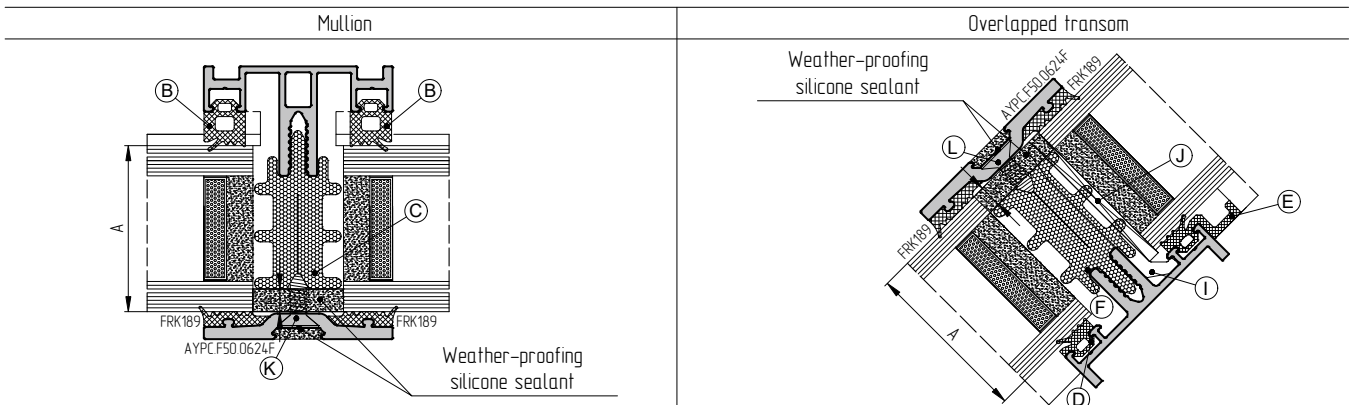 Mullion
Overlapped transom
B
B
C
A
FRK189
FRK189
AYPC.F50.0624F
K
Weather-proofing
silicone sealant
Weather-proofing
silicone sealant
AYPC.F50.0624F
FRK189
L
J
E
I
F
D
FRK189
A